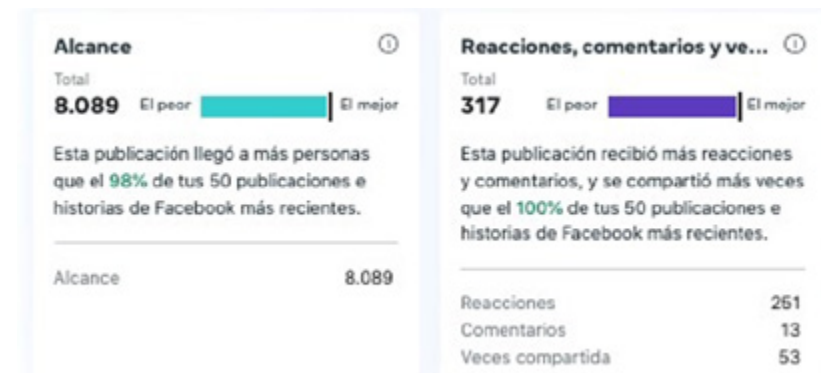 Alcance
Total
8.089 El peor El mejor
Esta publicación llegó a más personas
que el 98% de tus 50 publicaciones e
historias de Facebook más recientes.
Alcance 8.089
Reacciones, comentarios y ve...
Total
317 El peor El mejor
Esta publicación recibió más reacciones
y comentarios, y se compartió más veces
que el 100% de tus 50 publicaciones e
historias de Facebook más recientes.
Reacciones 251
Comentarios 13
Veces compartida 53